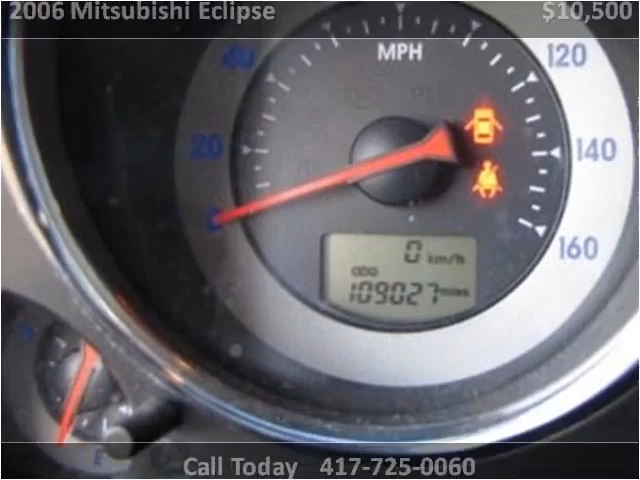 2006 Mitsubishi Eclipse $10,500
MPH
40 120
20 140
0 160
0 km/h
ODO
109027 miles
E
Call Today 417-725-0060